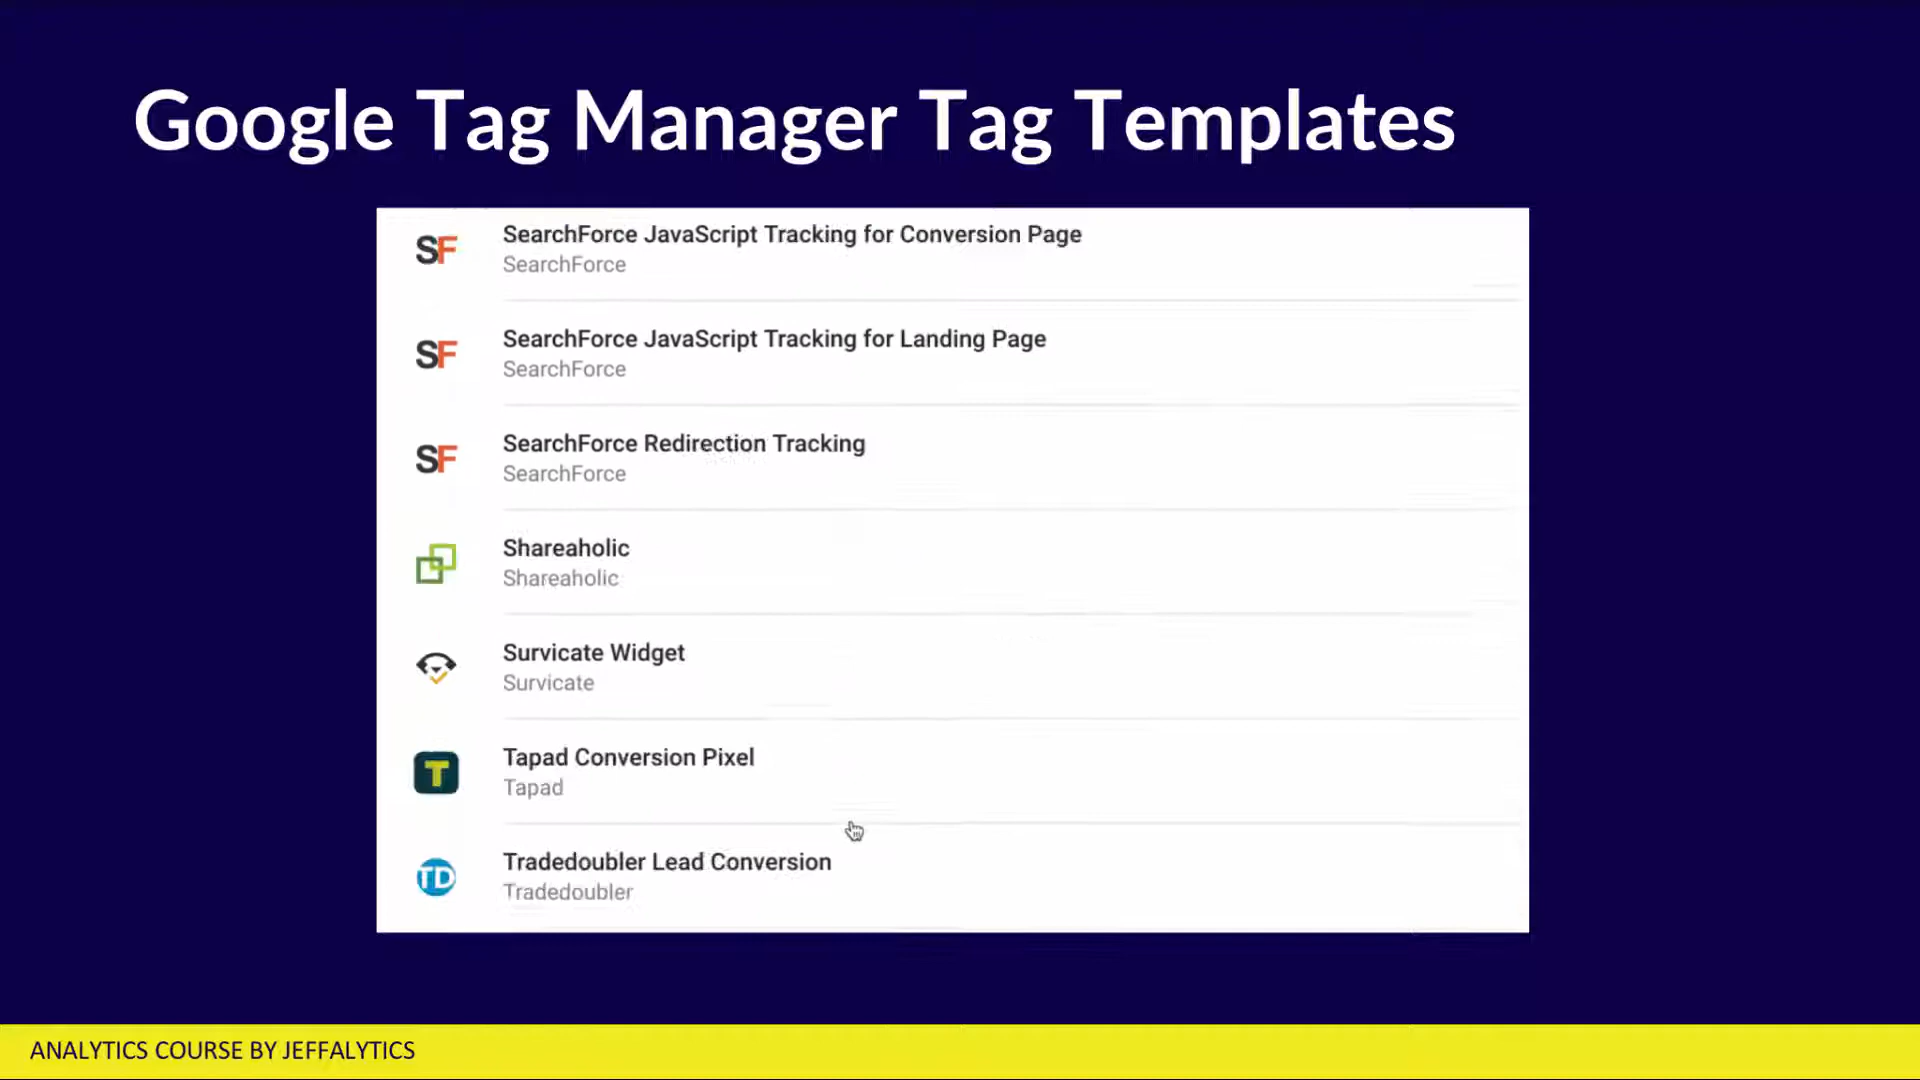 Google Tag Manager Tag Templates
SF
SearchForce JavaScript Tracking for Conversion Page
SearchForce
SF
SearchForce JavaScript Tracking for Landing Page
SearchForce
SF
SearchForce Redirection Tracking
SearchForce
Shareaholic
Shareaholic
Survicate Widget
Survicate
T
Tapad Conversion Pixel
Tapad
TD
Tradedoubler Lead Conversion
Tradedoubler
ANALYTICS COURSE BY JEFFALYTICS